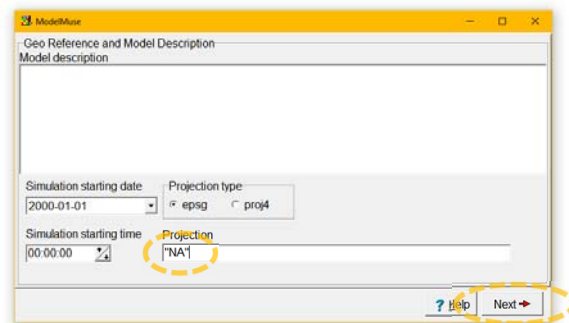 ModelMuse
Geo Reference and Model Description
Model description
Simulation starting date
Projection type
2000-01-01
epsg
proj4
Simulation starting time
Projection
00:00:00
"NA"
? Help
Next